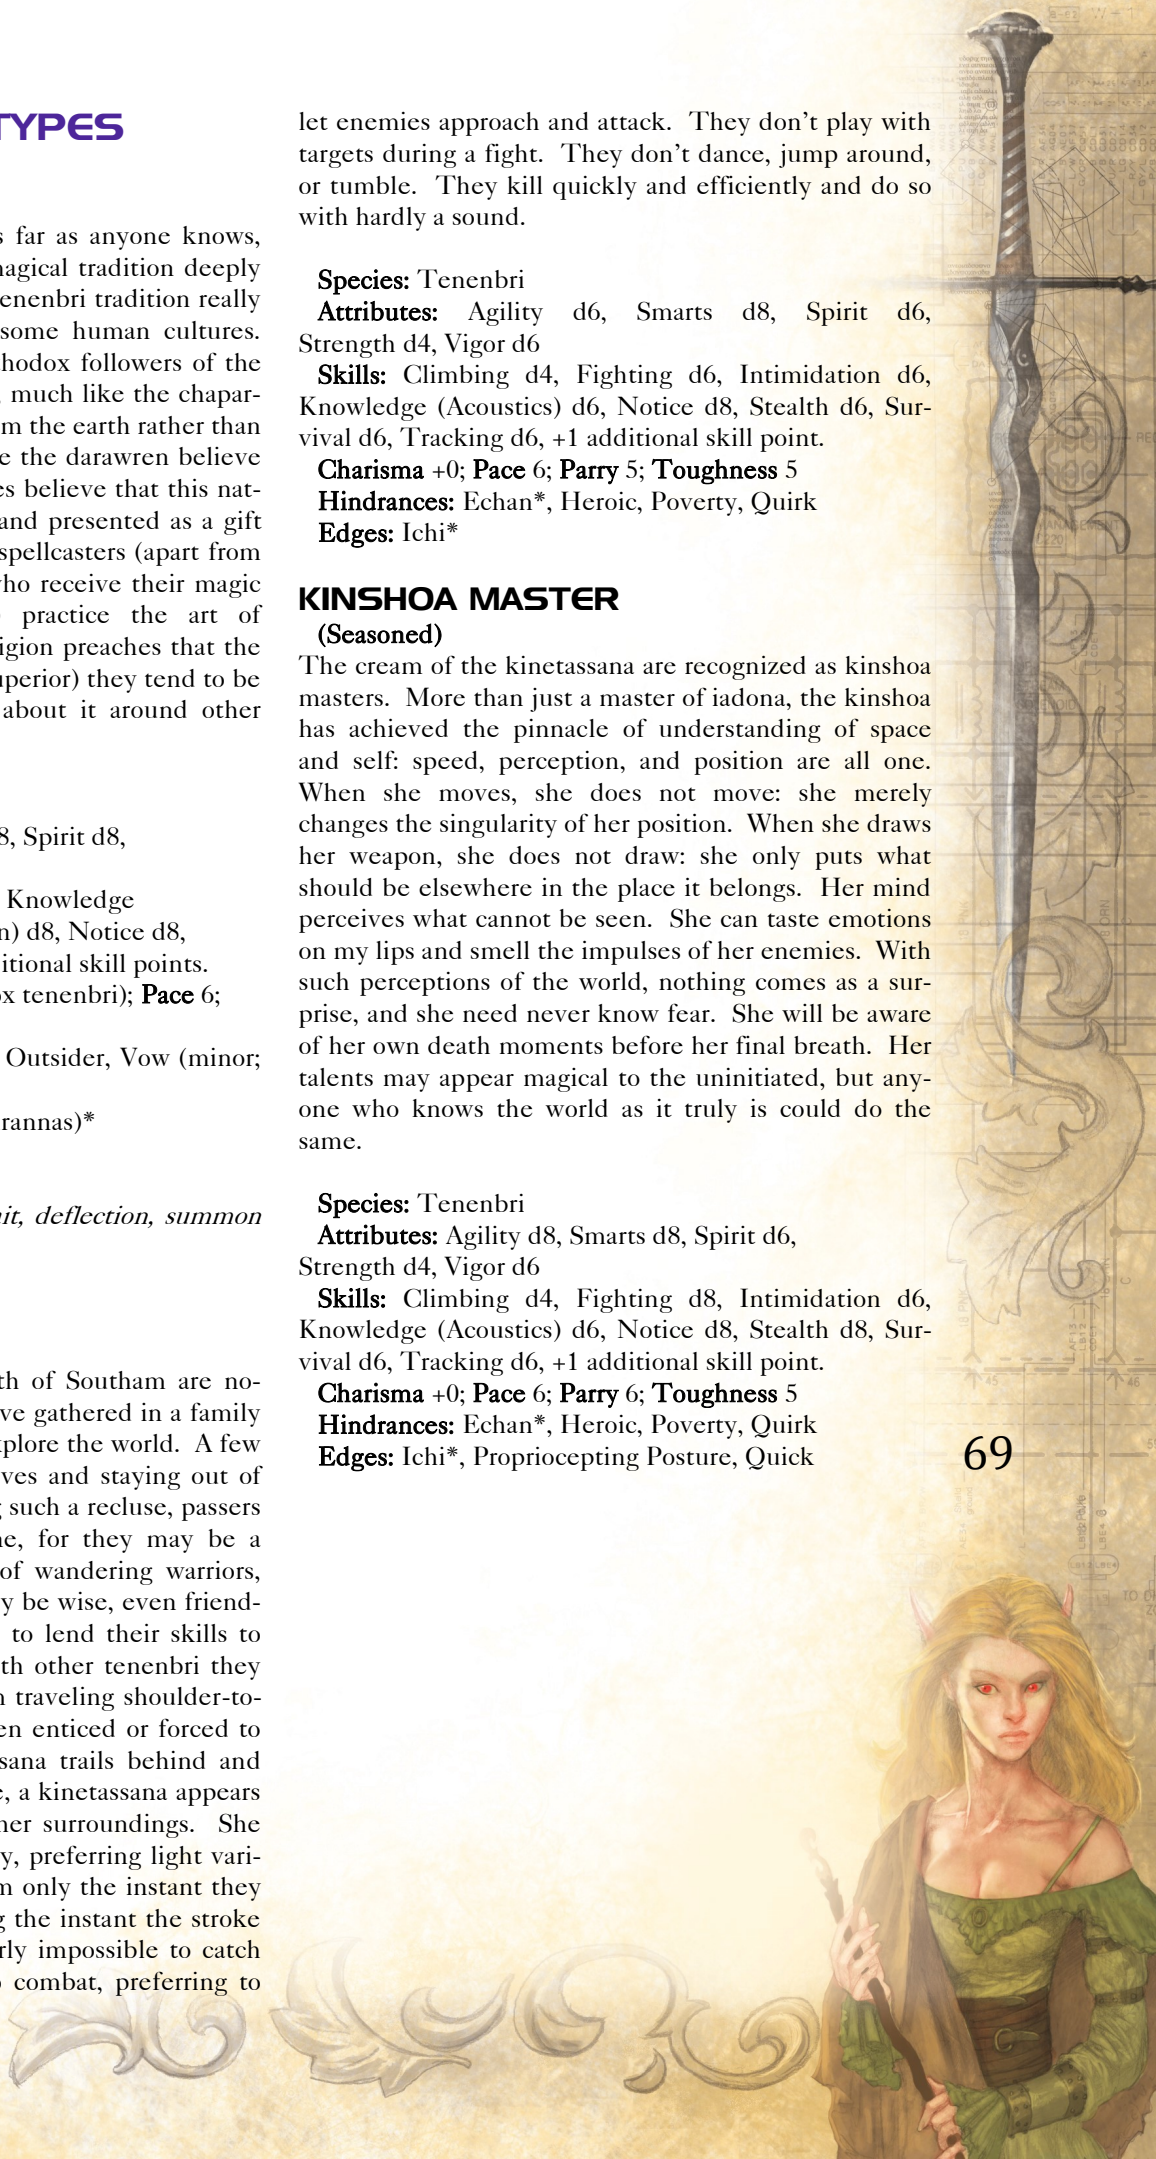 TYPES
s far as anyone knows,
magical tradition deeply
enenbri tradition really
some human cultures.
thodox followers of the
much like the chapar-
m the earth rather than
e the darawren believe
es believe that this nat-
and presented as a gift
spellcasters (apart from
who receive their magic
practice the art of
igion preaches that the
uperior) they tend to be
about it around other
8, Spirit d8,
Knowledge
n) d8, Notice d8,
itional skill points.
ox tenenbri); Pace 6;
Outsider, Vow (minor;
rannas)*
it, deflection, summon
th of Southam are no-
ve gathered in a family
xplore the world. A few
ves and staying out of
g such a recluse, passers
ne, for they may be a
of wandering warriors,
y be wise, even friend-
to lend their skills to
th other tenenbri they
n traveling shoulder-to-
en enticed or forced to
sana trails behind and
e, a kinetassana appears
her surroundings. She
y, preferring light vari-
m only the instant they
g the instant the stroke
rly impossible to catch
o combat, preferring to
let enemies approach and attack. They don't play with
targets during a fight. They don't dance, jump around,
or tumble. They kill quickly and efficiently and do so
with hardly a sound.
Species: Tenenbri
Attributes: Agility d6, Smarts d8, Spirit d6,
Strength d4, Vigor d6
Skills: Climbing d4, Fighting d6, Intimidation d6,
Knowledge (Acoustics) d6, Notice d8, Stealth d6, Sur-
vival d6, Tracking d6, +1 additional skill point.
Charisma +0; Pace 6; Parry 5; Toughness 5
Hindrances: Echan*, Heroic, Poverty, Quirk
Edges: Ichi*
KINSHOA MASTER
(Seasoned)
The cream of the kinetassana are recognized as kinshoa
masters. More than just a master of iadona, the kinshoa
has achieved the pinnacle of understanding of space
and self: speed, perception, and position are all one.
When she moves, she does not move: she merely
changes the singularity of her position. When she draws
her weapon, she does not draw: she only puts what
should be elsewhere in the place it belongs. Her mind
perceives what cannot be seen. She can taste emotions
on my lips and smell the impulses of her enemies. With
such perceptions of the world, nothing comes as a sur-
prise, and she need never know fear. She will be aware
of her own death moments before her final breath. Her
talents may appear magical to the uninitiated, but any-
one who knows the world as it truly is could do the
same.
Species: Tenenbri
Attributes: Agility d8, Smarts d8, Spirit d6,
Strength d4, Vigor d6
Skills: Climbing d4, Fighting d8, Intimidation d6,
Knowledge (Acoustics) d6, Notice d8, Stealth d8, Sur-
vival d6, Tracking d6, +1 additional skill point.
Charisma +0; Pace 6; Parry 6; Toughness 5
Hindrances: Echan*, Heroic, Poverty, Quirk
Edges: Ichi*, Propriocepting Posture, Quick
69